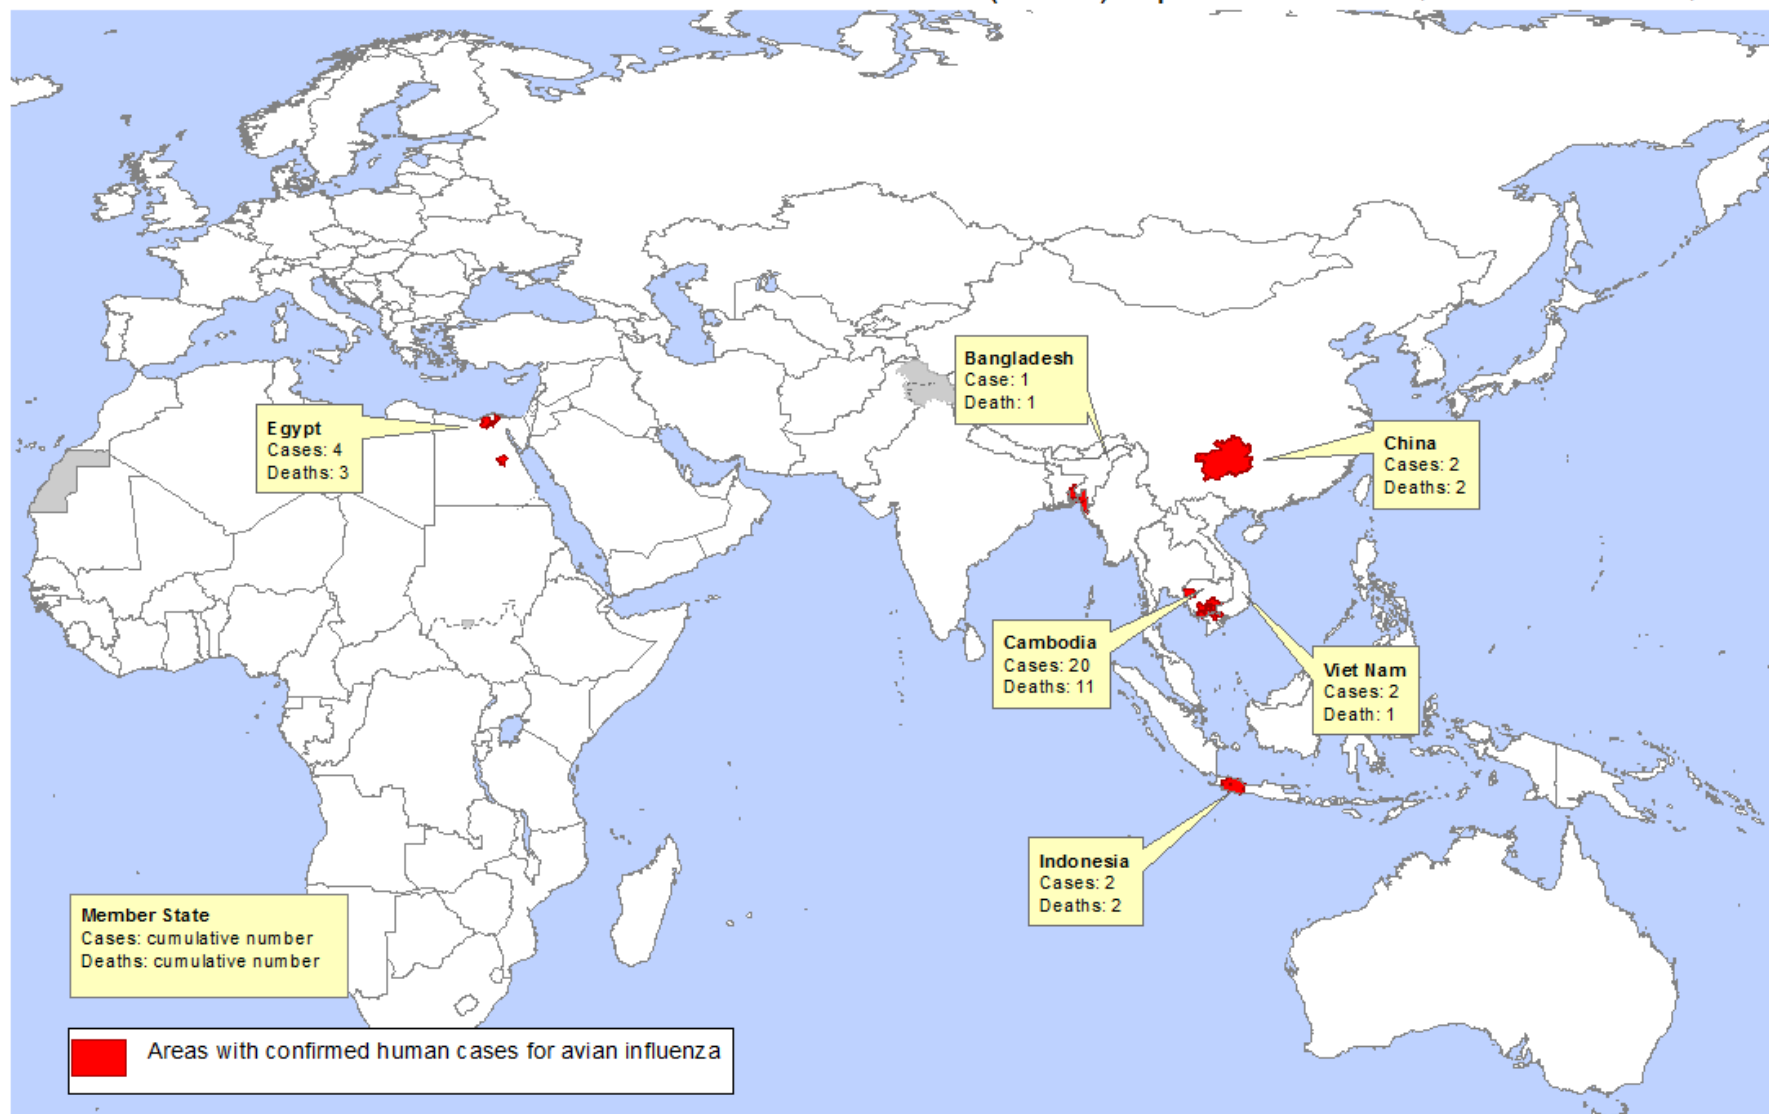 Bangladesh
Case: 1
Death: 1
Egypt
Cases: 4
Deaths: 3
China
Cases: 2
Deaths: 2
Cambodia
Cases: 20
Deaths: 11
Viet Nam
Cases: 2
Death: 1
Indonesia
Cases: 2
Deaths: 2
Member State
Cases: cumulative number
Deaths: cumulative number
Areas with confirmed human cases for avian influenza